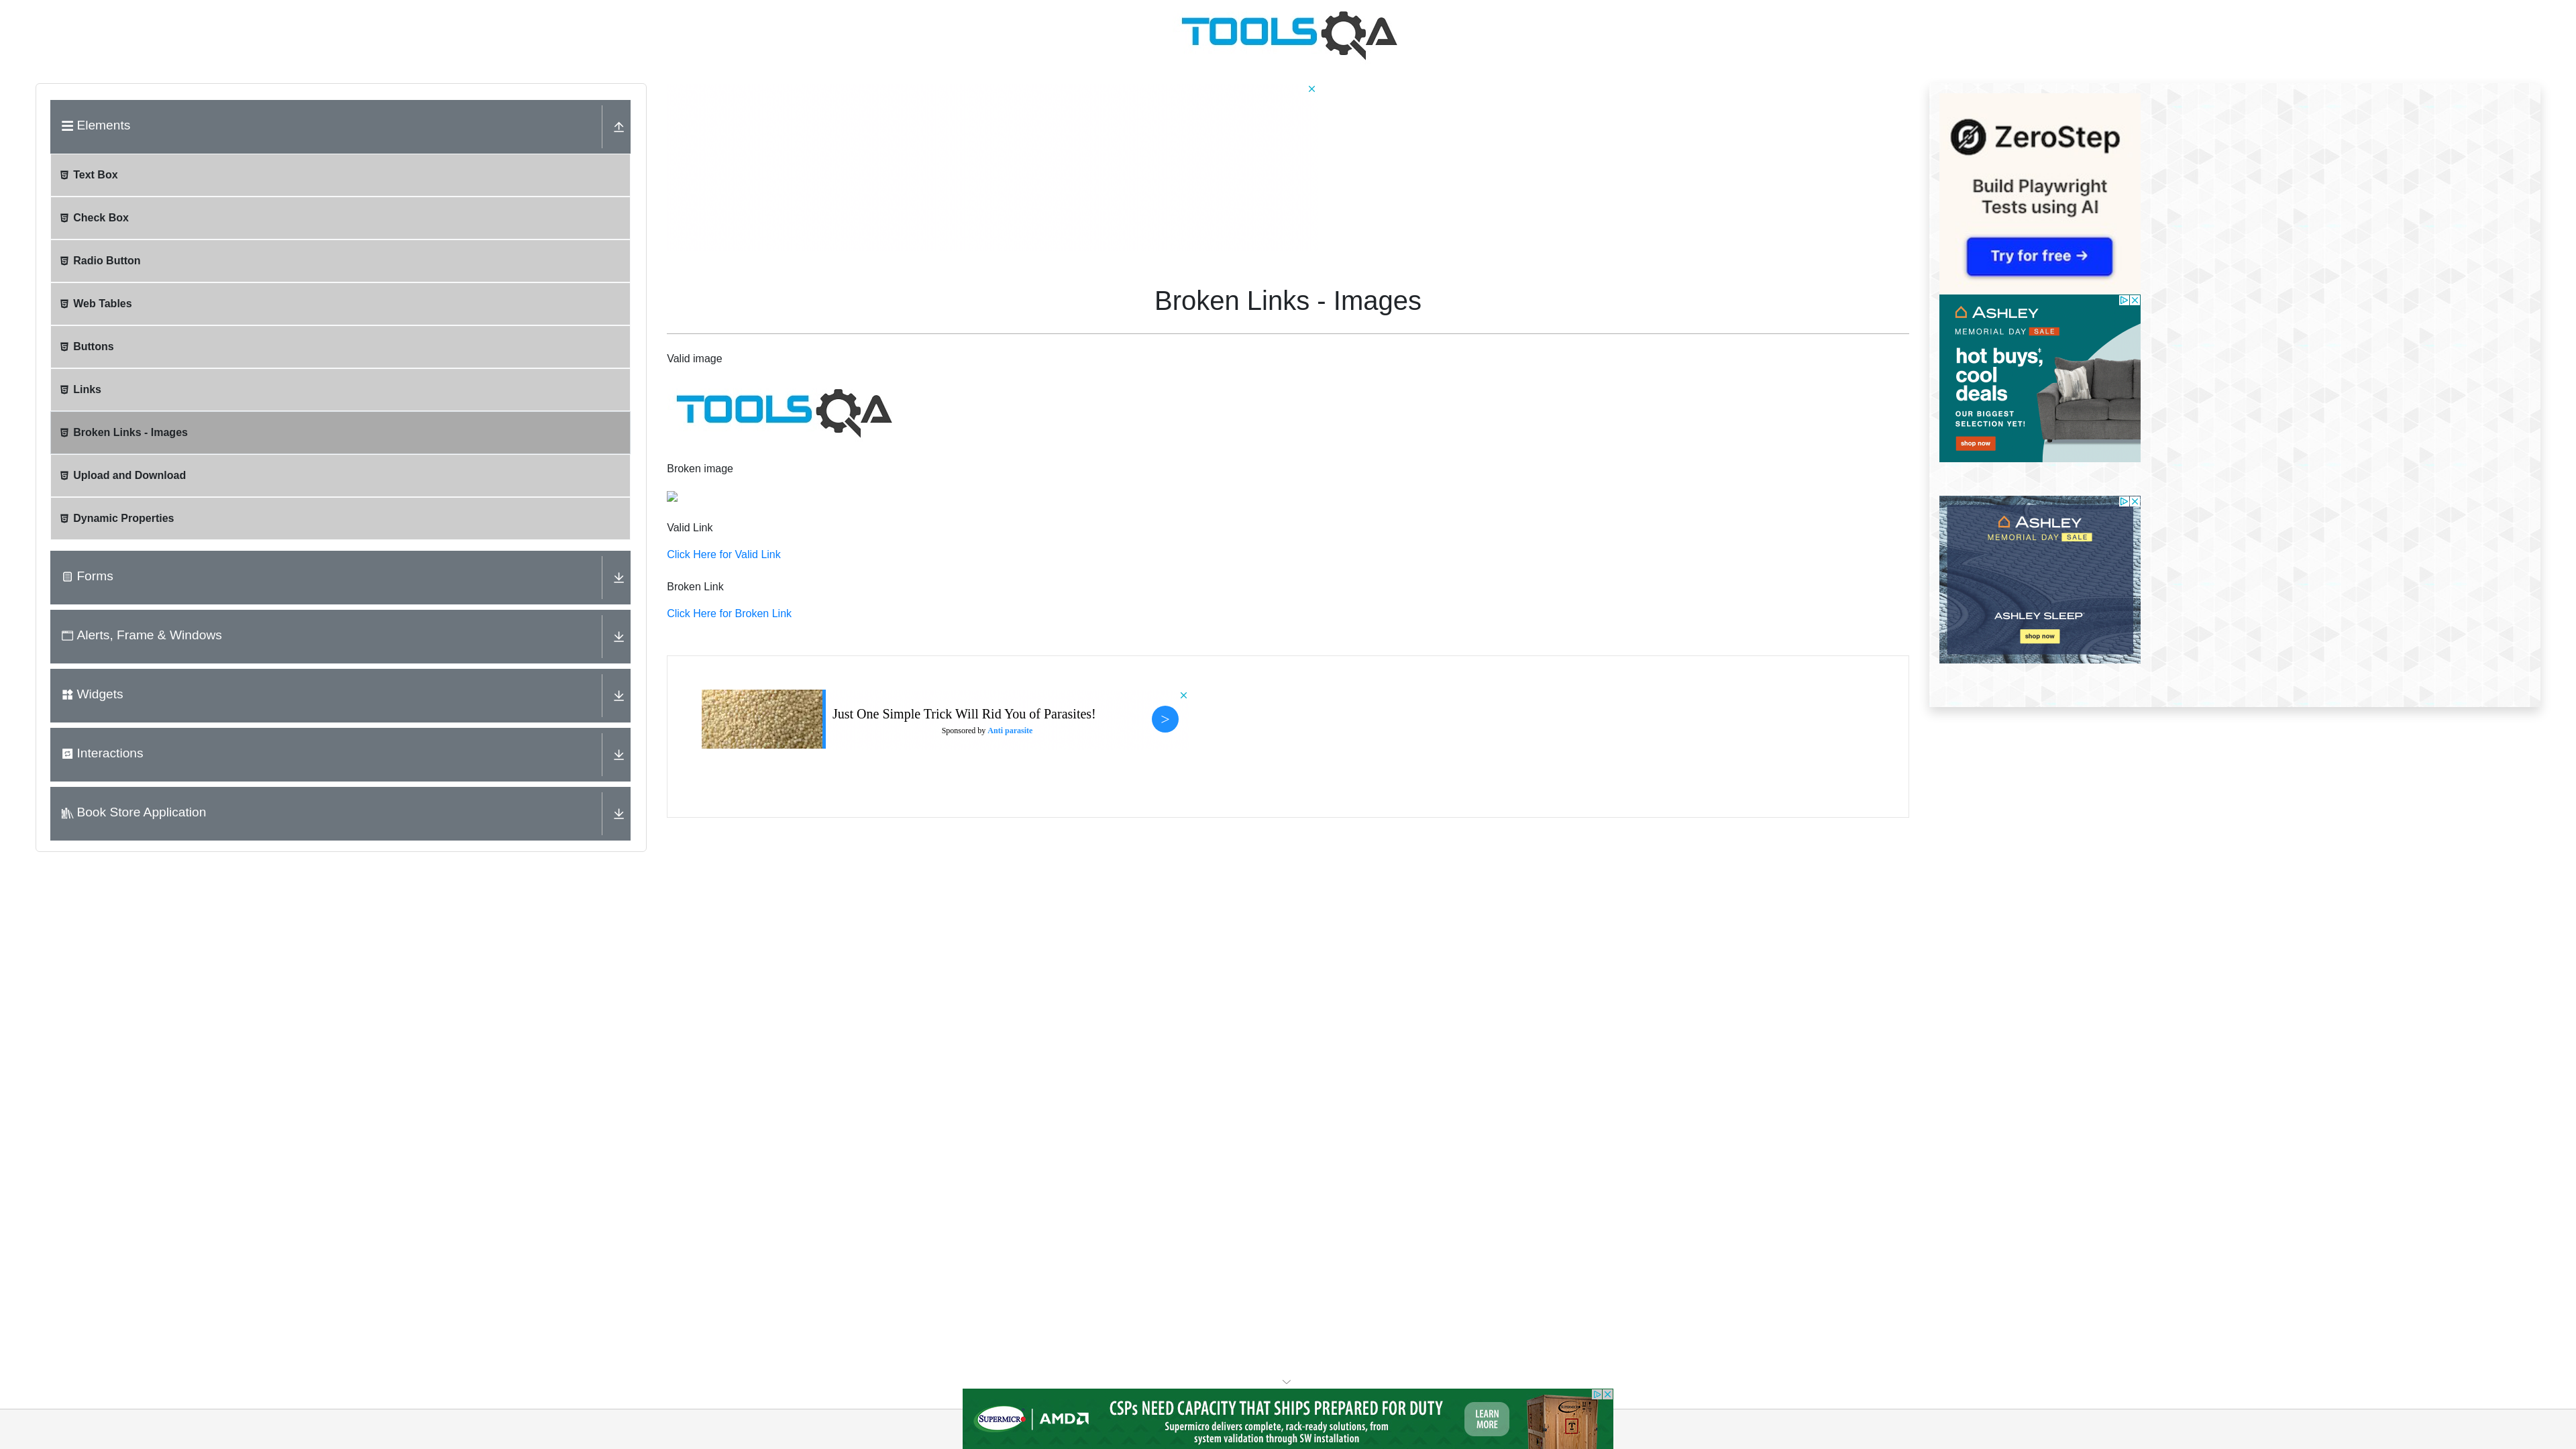 TOOLSQA
Elements
Text Box
Check Box
Radio Button
Web Tables
Buttons
Links
Broken Links - Images
Upload and Download
Dynamic Properties
Forms
Alerts, Frame & Windows
Widgets
Interactions
Book Store Application
Broken Links - Images
Valid image
TOOLSQA
Broken image
Valid Link
Click Here for Valid Link
Broken Link
Click Here for Broken Link
Just One Simple Trick Will Rid You of Parasites!
Sponsored by Anti parasite
>
ZeroStep
Build Playwright
Tests using AI
Try for free →
ASHLEY
MEMORIAL DAY SALE
hot buys,
cool
deals
OUR BIGGEST
SELECTION YET!
shop now
ASHLEY
MEMORIAL DAY SALE
ASHLEY SLEEP
shop now
SUPERMICRO
AMD
CSPs NEED CAPACITY THAT SHIPS PREPARED FOR DUTY
Supermicro delivers complete, rack-ready solutions, from
system validation through SW installation
LEARN
MORE